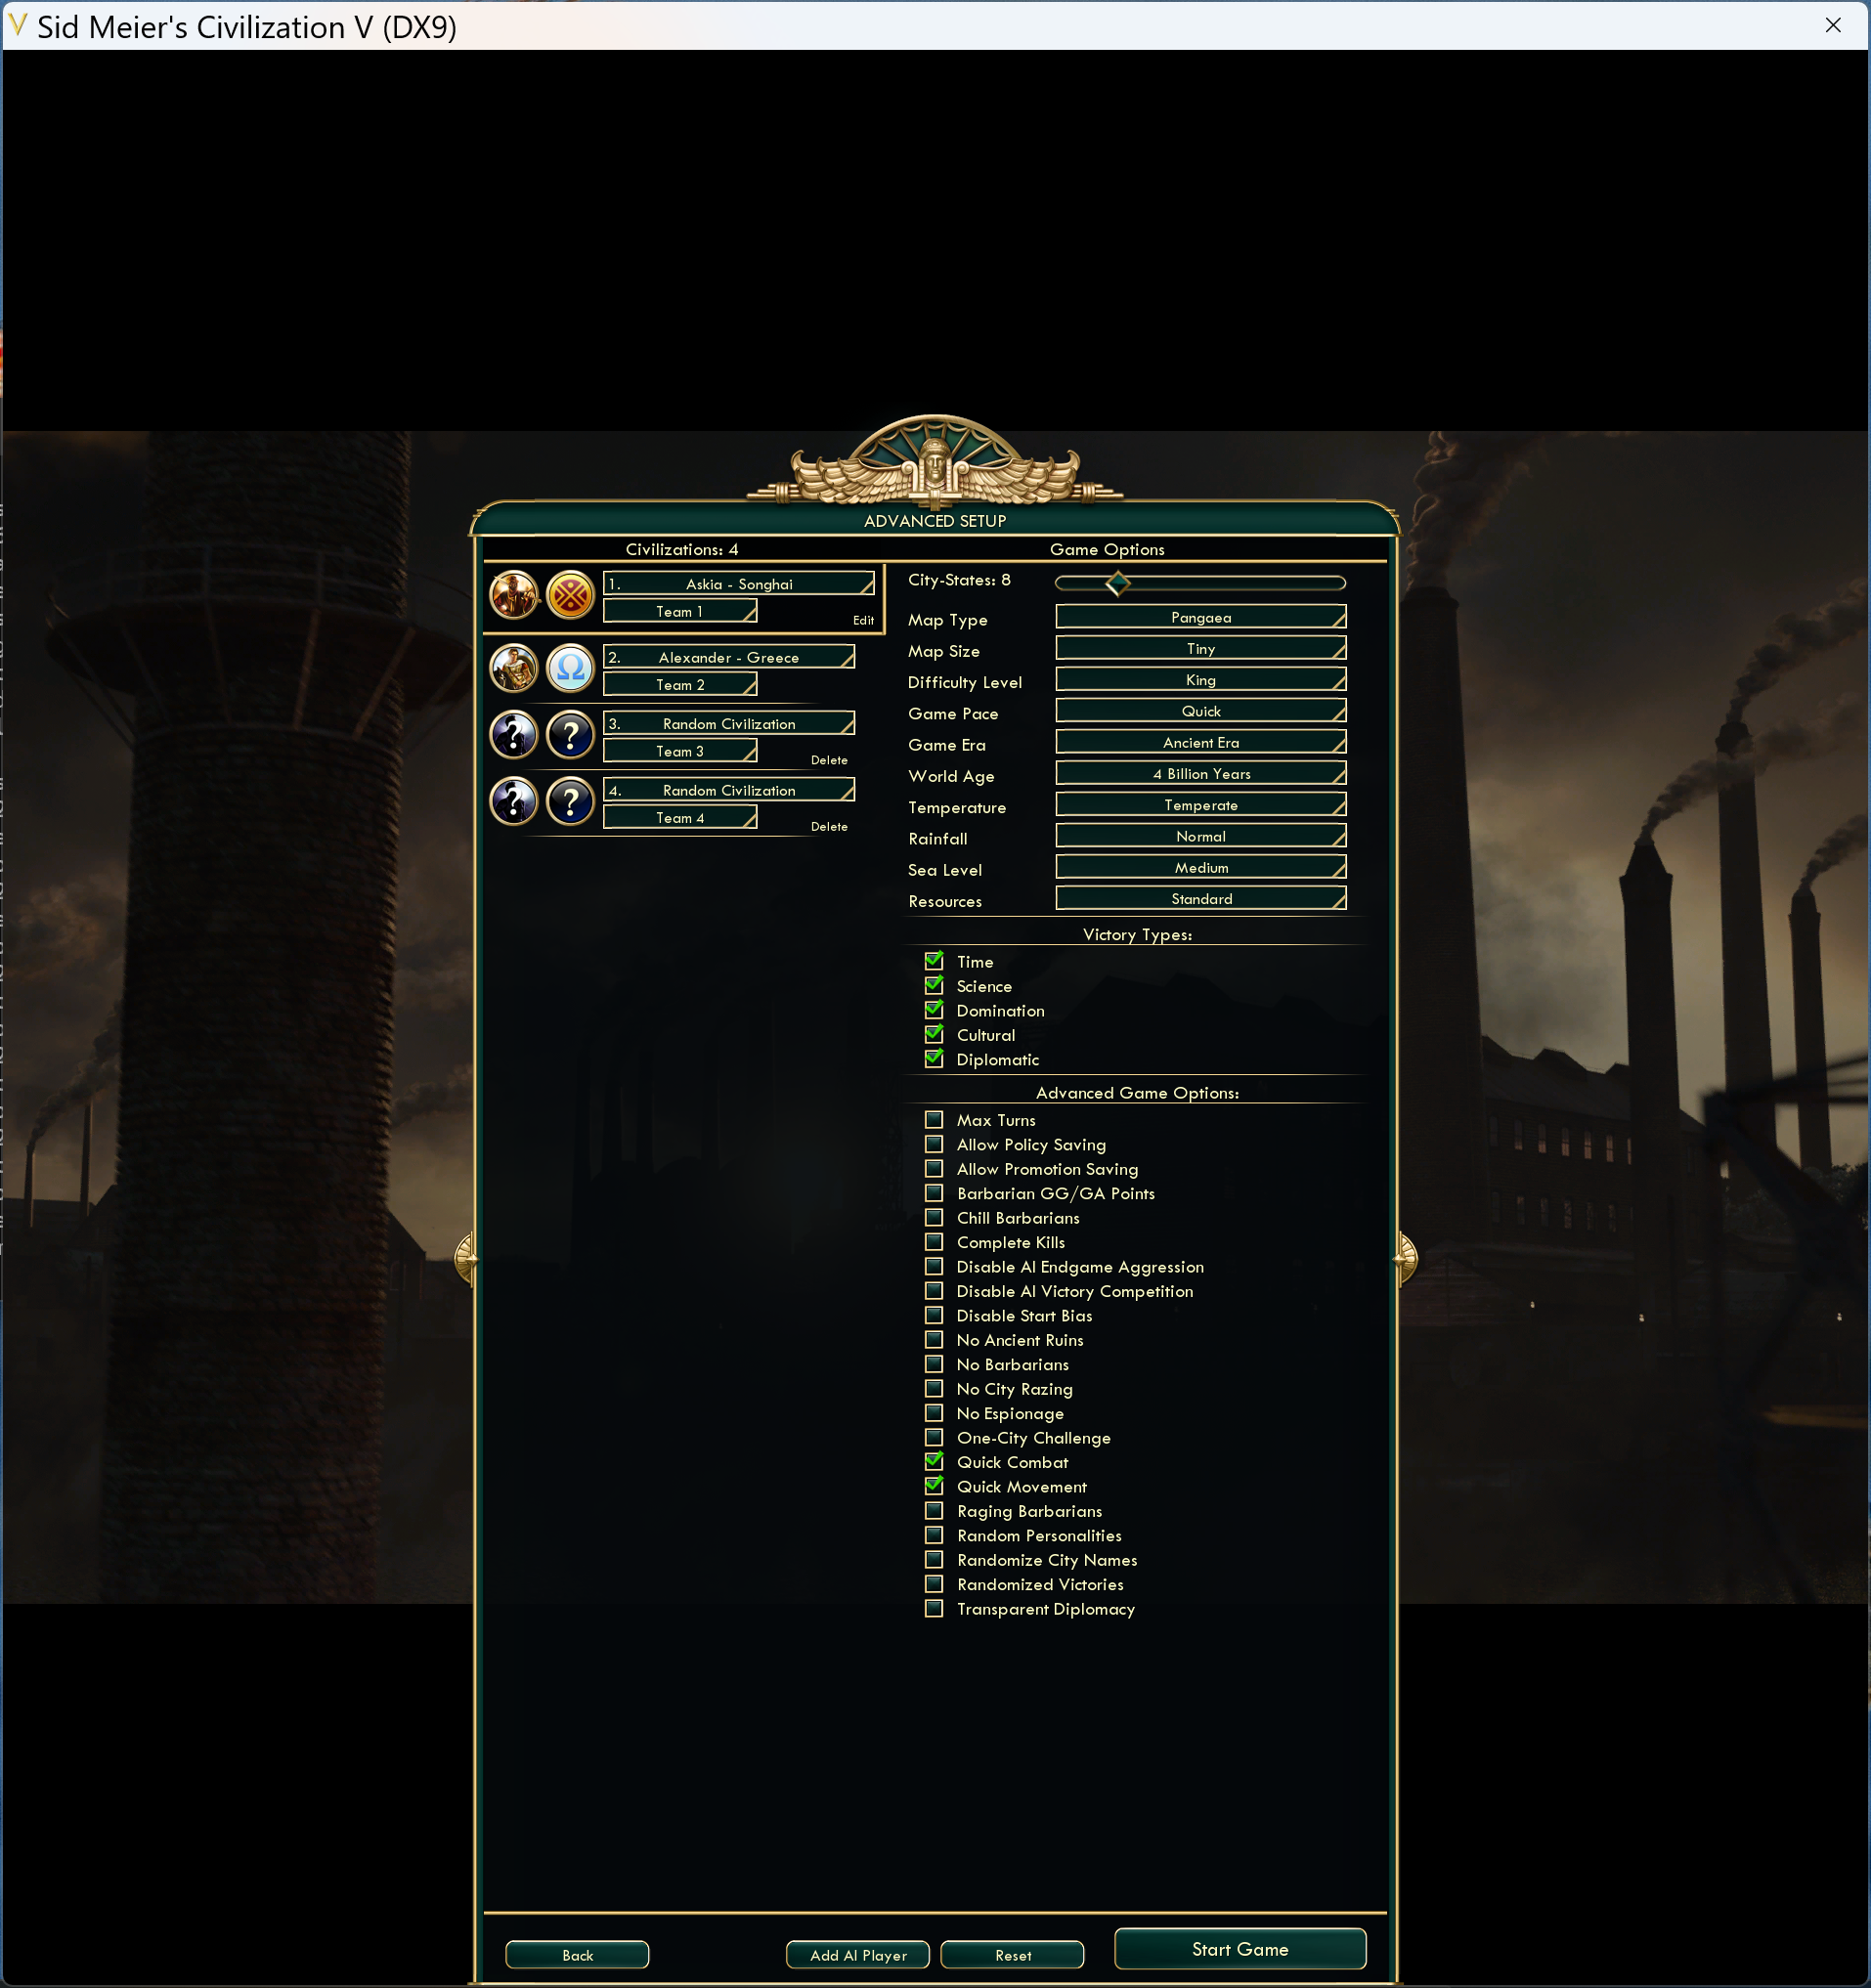 Sid Meier's Civilization V (DX9)
ADVANCED SETUP
Civilizations: 4
1. Askia - Songhai
Team 1
Edit
2. Alexander - Greece
Team 2
3. Random Civilization
Team 3
Delete
4. Random Civilization
Team 4
Delete
Game Options
City-States: 8
Map Type Pangaea
Map Size Tiny
Difficulty Level King
Game Pace Quick
Game Era Ancient Era
World Age 4 Billion Years
Temperature Temperate
Rainfall Normal
Sea Level Medium
Resources Standard
Victory Types:
Time
Science
Domination
Cultural
Diplomatic
Advanced Game Options:
Max Turns
Allow Policy Saving
Allow Promotion Saving
Barbarian GG/GA Points
Chill Barbarians
Complete Kills
Disable AI Endgame Aggression
Disable AI Victory Competition
Disable Start Bias
No Ancient Ruins
No Barbarians
No City Razing
No Espionage
One-City Challenge
Quick Combat
Quick Movement
Raging Barbarians
Random Personalities
Randomize City Names
Randomized Victories
Transparent Diplomacy
Back
Add AI Player
Reset
Start Game